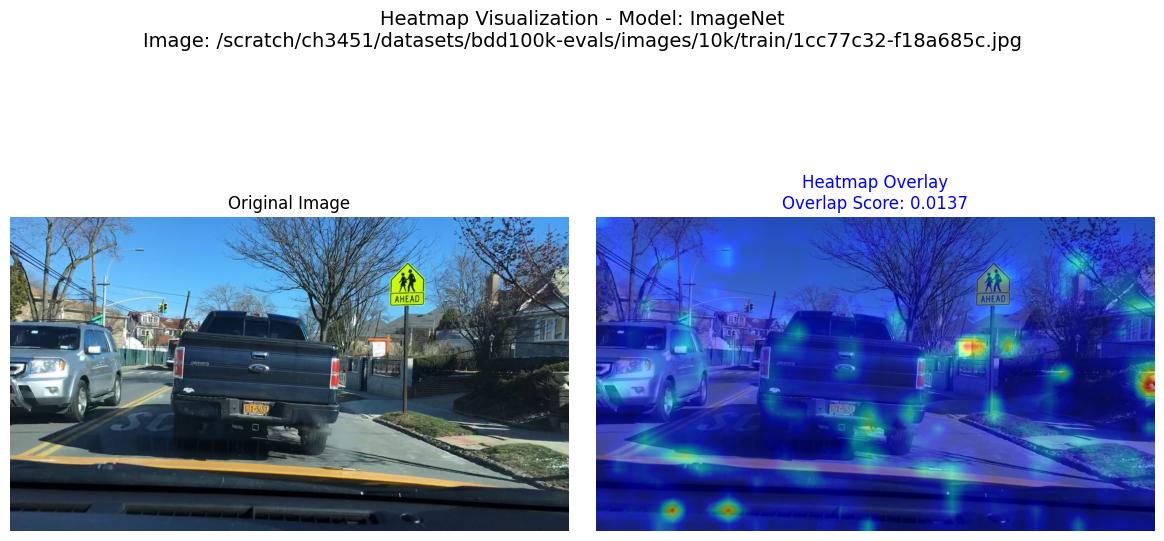 Heatmap Visualization - Model: ImageNet
Image: /scratch/ch3451/datasets/bdd100k-evals/images/10k/train/1cc77c32-f18a685c.jpg
Original Image
Heatmap Overlay
Overlap Score: 0.0137
AHEAD
AHEAD